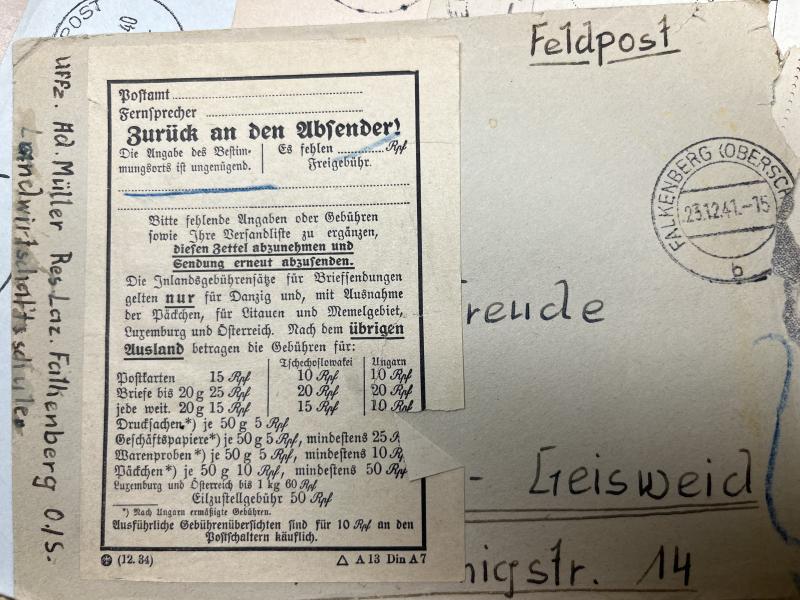 POST
40
Feldpost
Uffz. Ad. Müller Res. Laz. Falkenberg O./S.
Landwirtschaftsschule
Postamt
Fernsprecher
Zurück an den Absender!
Die Angabe des Bestim-
mungsorts ist ungenügend.
Es fehlen Rpf
Freigebühr.
Bitte fehlende Angaben oder Gebühren
sowie Ihre Versandliste zu ergänzen,
diesen Zettel abzunehmen und
Sendung erneut abzusenden.
Die Inlandsgebührensätze für Briefsendungen
gelten nur für Danzig und, mit Ausnahme
der Päckchen, für Litauen und Memelgebiet,
Luxemburg und Österreich. Nach dem übrigen
Ausland betragen die Gebühren für:
Tschechoslowakei Ungarn
Postkarten 15 Rpf 10 Rpf 10 Rpf
Briefe bis 20 g 25 Rpf 20 Rpf 20 Rpf
jede weit. 20 g 15 Rpf 15 Rpf 10 Rpf
Drucksachen*) je 50 g 5 Rpf
Geschäftspapiere*) je 50 g 5 Rpf, mindestens 25
Warenproben*) je 50 g 5 Rpf, mindestens 10 R
Päckchen*) je 50 g 10 Rpf, mindestens 50 Rpf
Luxemburg und Österreich bis 1 kg 60 Rpf
Eilzustellgebühr 50 Rpf
*) Nach Ungarn ermäßigte Gebühren.
Ausführliche Gebührenübersichten sind für 10 Rpf an den
Postschaltern käuflich.
(12. 34)
A 13 Din A 7
FALKENBERG (OBERSCH
23.12.41.-15
b
reude
- Geisweid
nigstr. 14